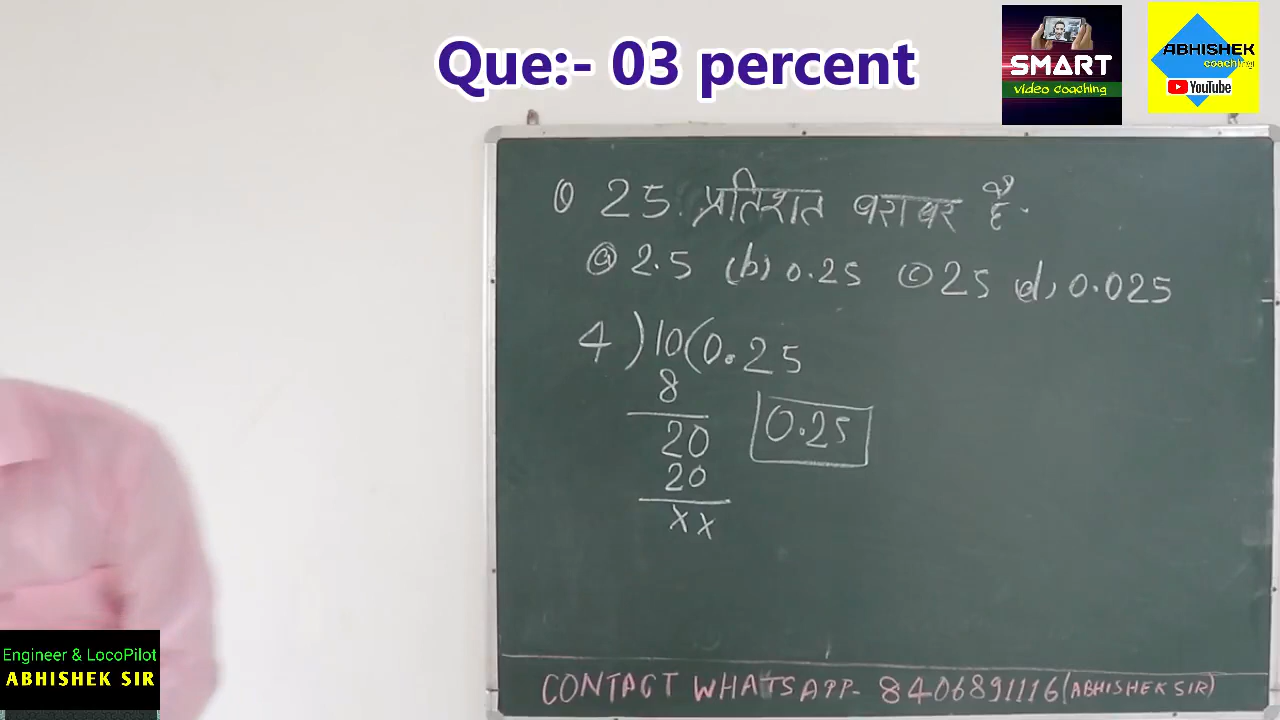 Que:- 03 percent
SMART
video coaching
ABHISHEK
coaching
YouTube
Q 25. प्रतिशत बराबर है.
(a) 2.5 (b) 0.25 (c) 25 (d) 0.025
4 ) 10 ( 0.25
8
20 0.25
20
x x
CONTACT WHATSAPP- 8406891116 (ABHISHEK SIR)
Engineer & LocoPilot
ABHISHEK SIR